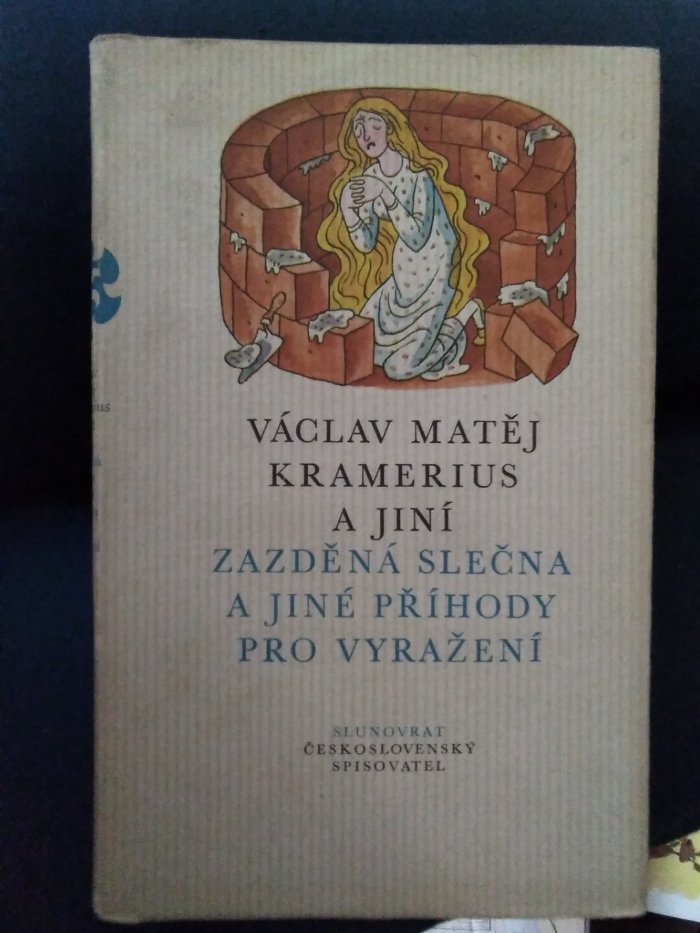 VÁCLAV MATĚJ
KRAMERIUS
A JINÍ
ZAZDĚNÁ SLEČNA
A JINÉ PŘÍHODY
PRO VYRAŽENÍ
SLUNOVRAT
ČESKOSLOVENSKÝ
SPISOVATEL